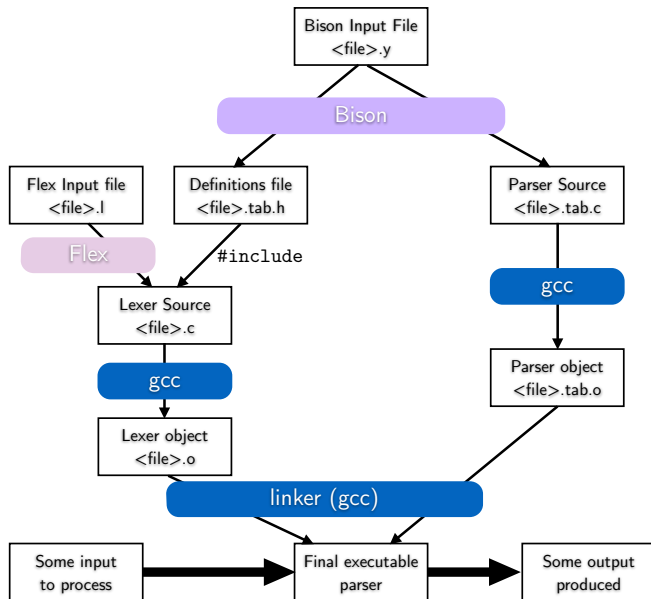 Bison Input File
<file>.y
Bison
Flex Input file
<file>.l
Definitions file
<file>.tab.h
Parser Source
<file>.tab.c
Flex
#include
gcc
Lexer Source
<file>.c
gcc
Parser object
<file>.tab.o
Lexer object
<file>.o
linker (gcc)
Some input
to process
Final executable
parser
Some output
produced